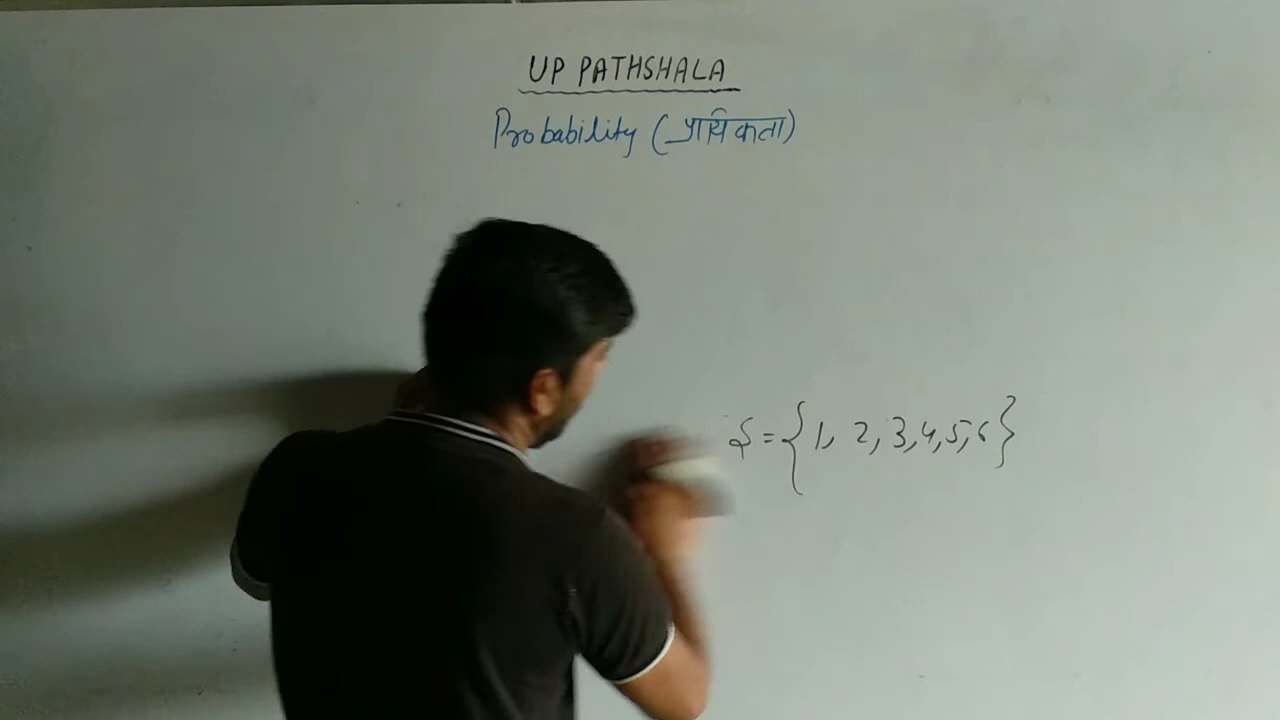 UP PATHSHALA
Probability (प्रायिकता)
S = {1, 2, 3, 4, 5, 6}